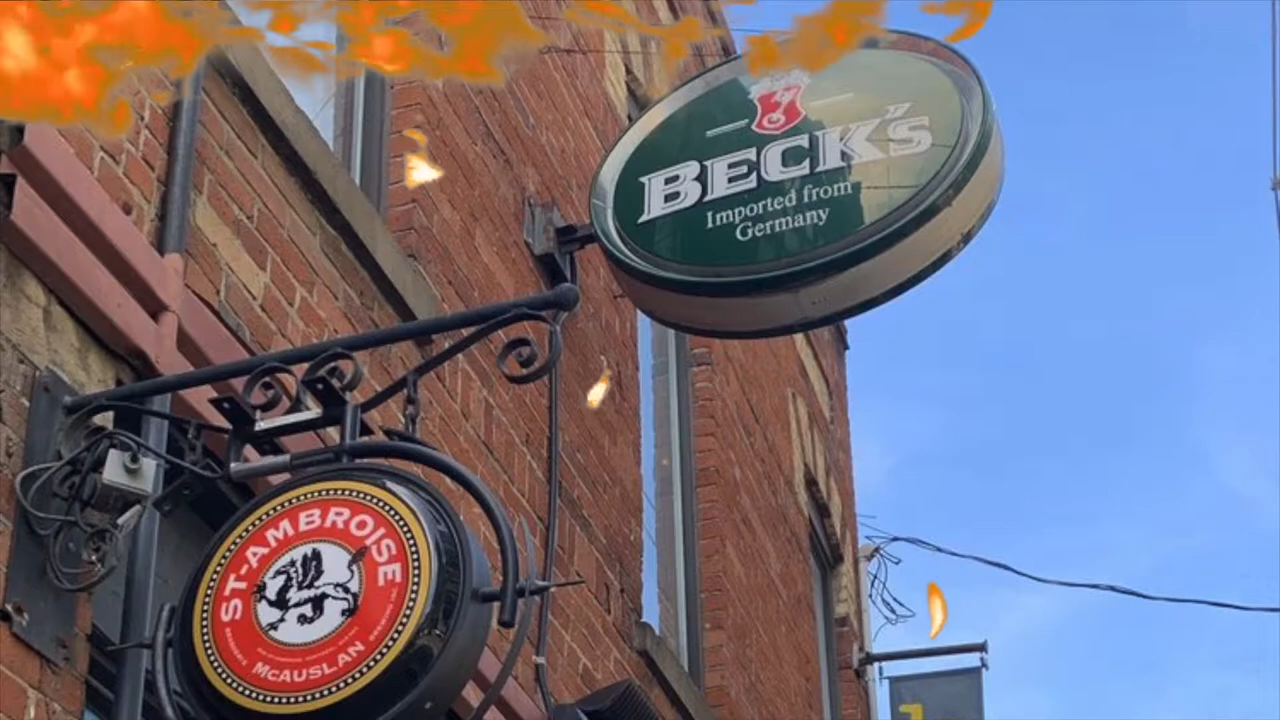 BECK'S
Imported from
Germany
ST-AMBROISE
McAUSLAN